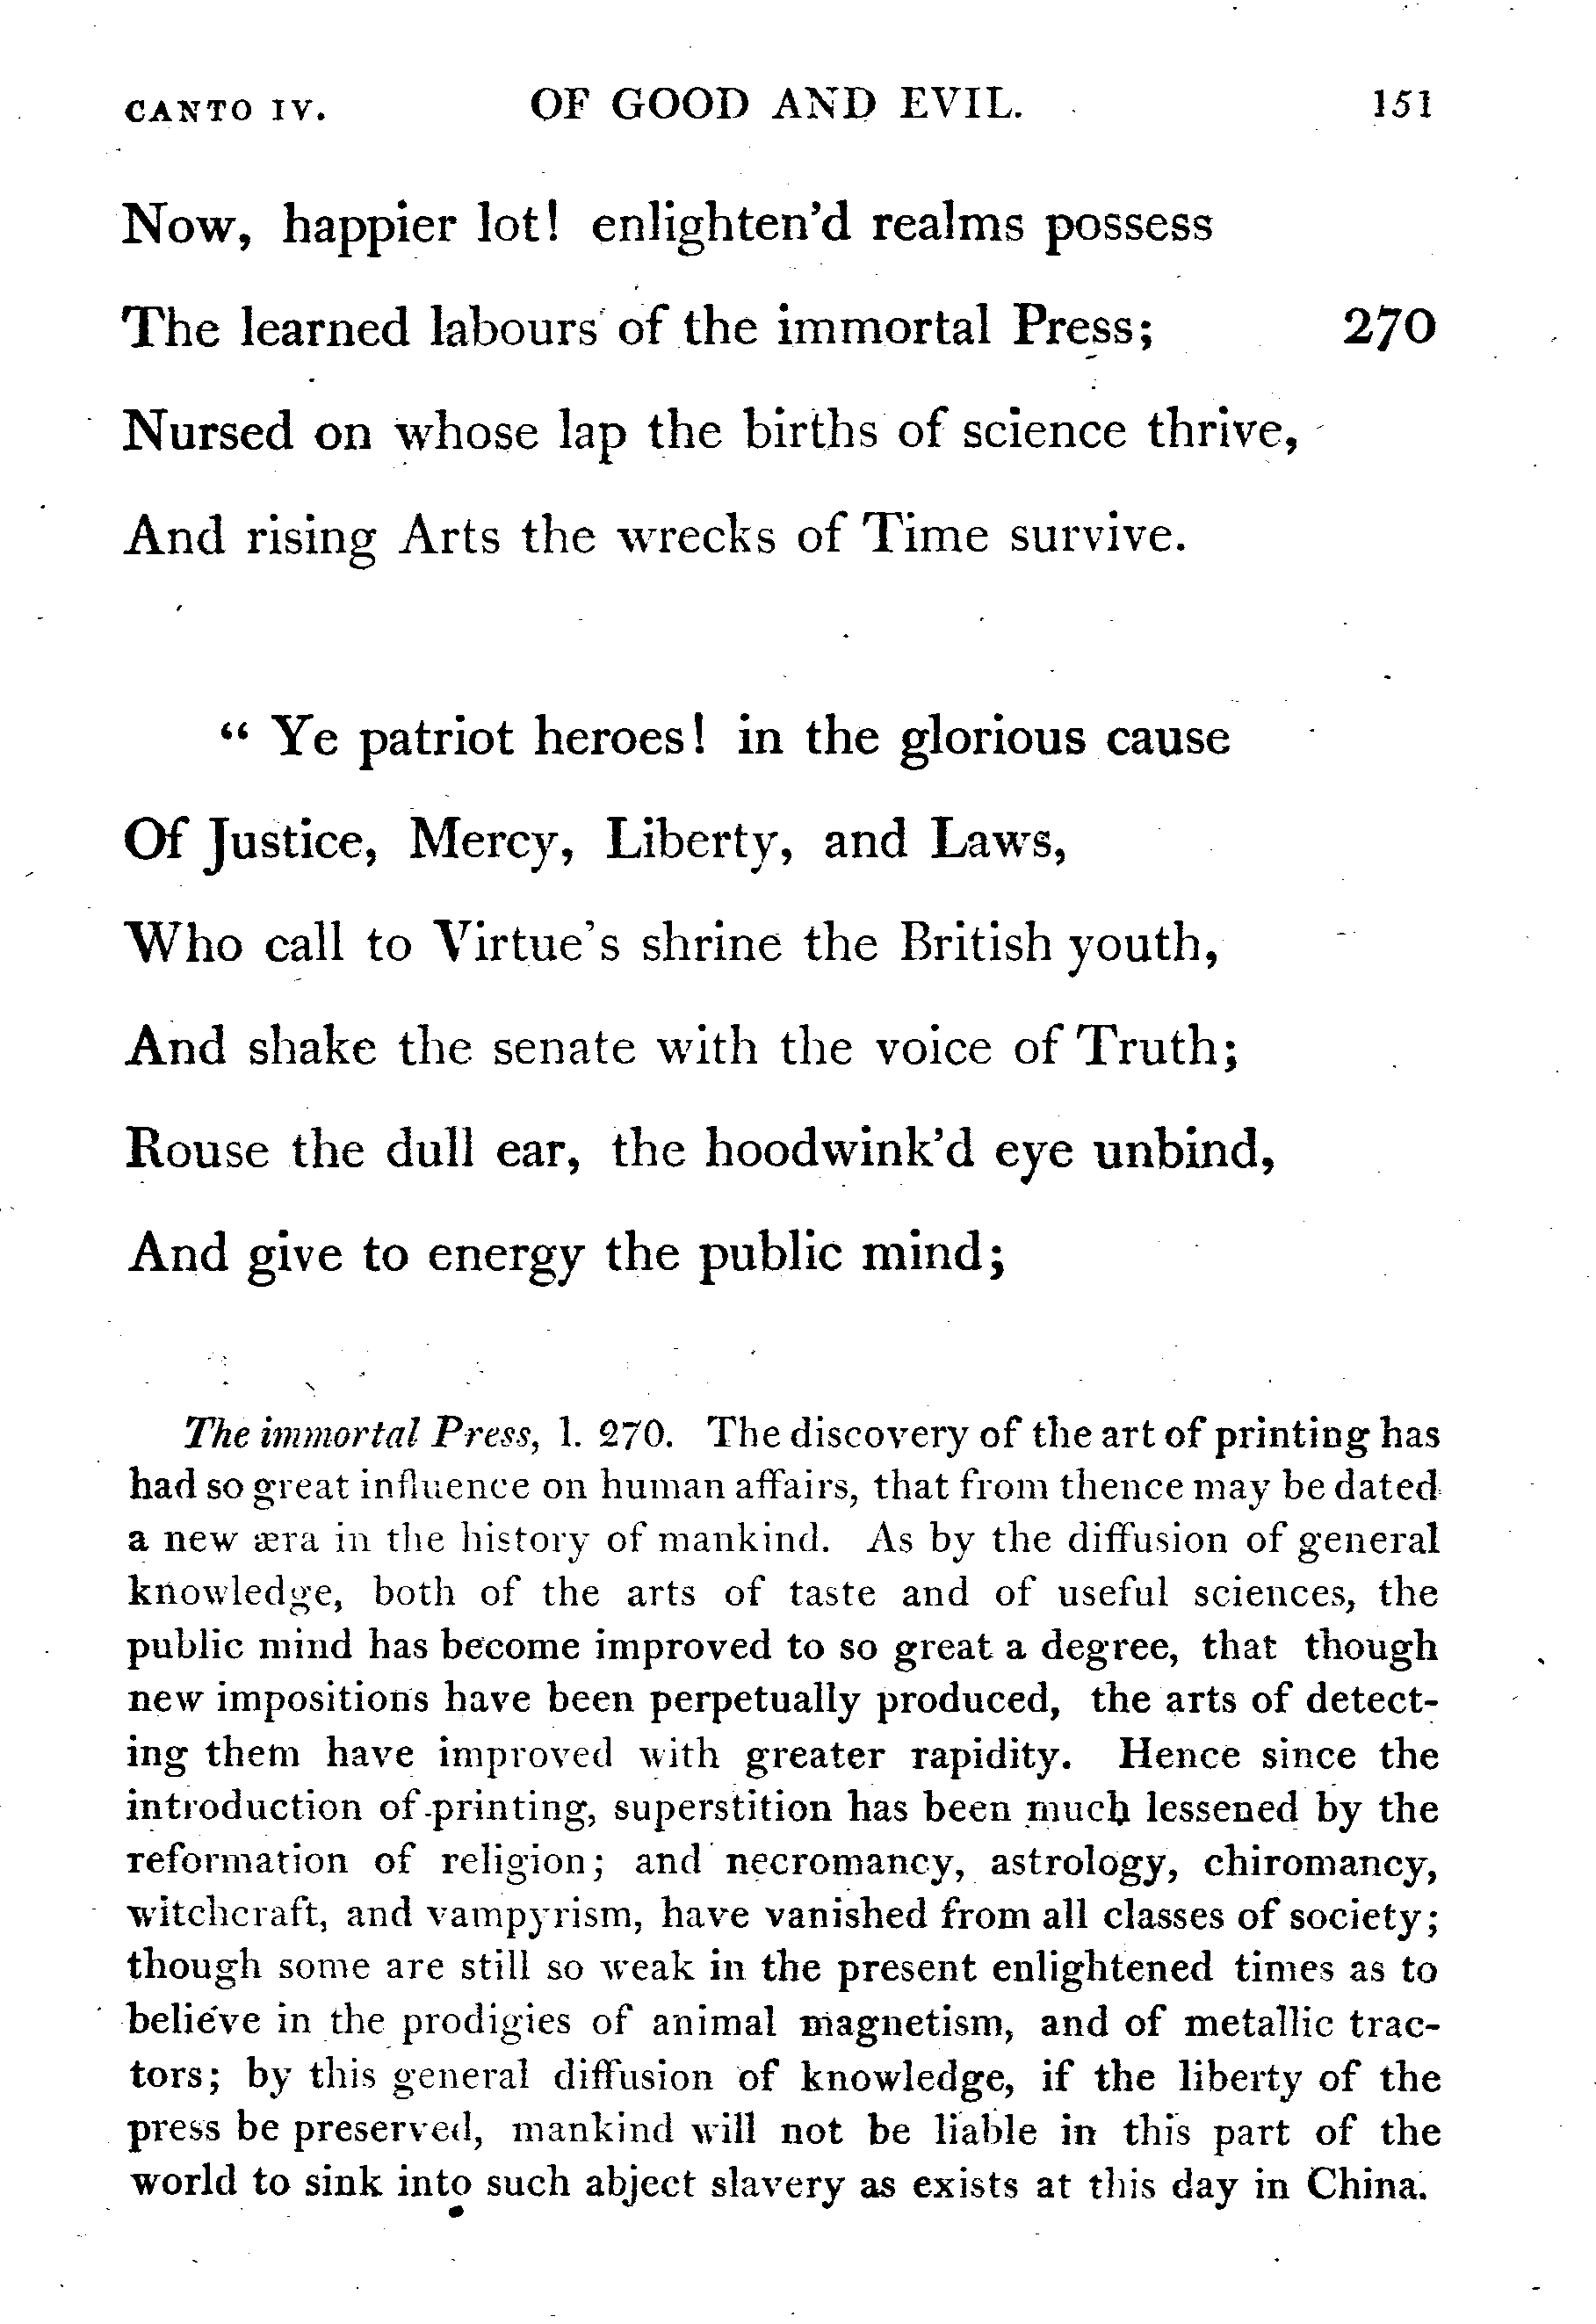 CANTO IV. OF GOOD AND EVIL. 151
Now, happier lot! enlighten'd realms possess
The learned labours of the immortal Press; 270
Nursed on whose lap the births of science thrive,
And rising Arts the wrecks of Time survive.
“ Ye patriot heroes! in the glorious cause
Of Justice, Mercy, Liberty, and Laws,
Who call to Virtue's shrine the British youth,
And shake the senate with the voice of Truth;
Rouse the dull ear, the hoodwink'd eye unbind,
And give to energy the public mind;
The immortal Press, l. 270. The discovery of the art of printing has
had so great influence on human affairs, that from thence may be dated
a new æra in the history of mankind. As by the diffusion of general
knowledge, both of the arts of taste and of useful sciences, the
public mind has become improved to so great a degree, that though
new impositions have been perpetually produced, the arts of detect-
ing them have improved with greater rapidity. Hence since the
introduction of printing, superstition has been much lessened by the
reformation of religion; and necromancy, astrology, chiromancy,
witchcraft, and vampyrism, have vanished from all classes of society;
though some are still so weak in the present enlightened times as to
believe in the prodigies of animal magnetism, and of metallic trac-
tors; by this general diffusion of knowledge, if the liberty of the
press be preserved, mankind will not be liable in this part of the
world to sink into such abject slavery as exists at this day in China.